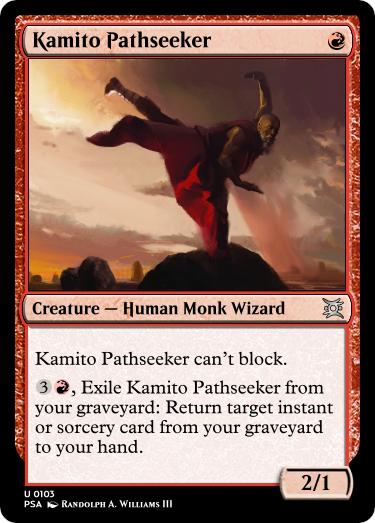 Kamito Pathseeker
Creature — Human Monk Wizard
Kamito Pathseeker can't block.
3, Exile Kamito Pathseeker from
your graveyard: Return target instant
or sorcery card from your graveyard
to your hand.
2/1
U 0103
PSA Randolph A. Williams III